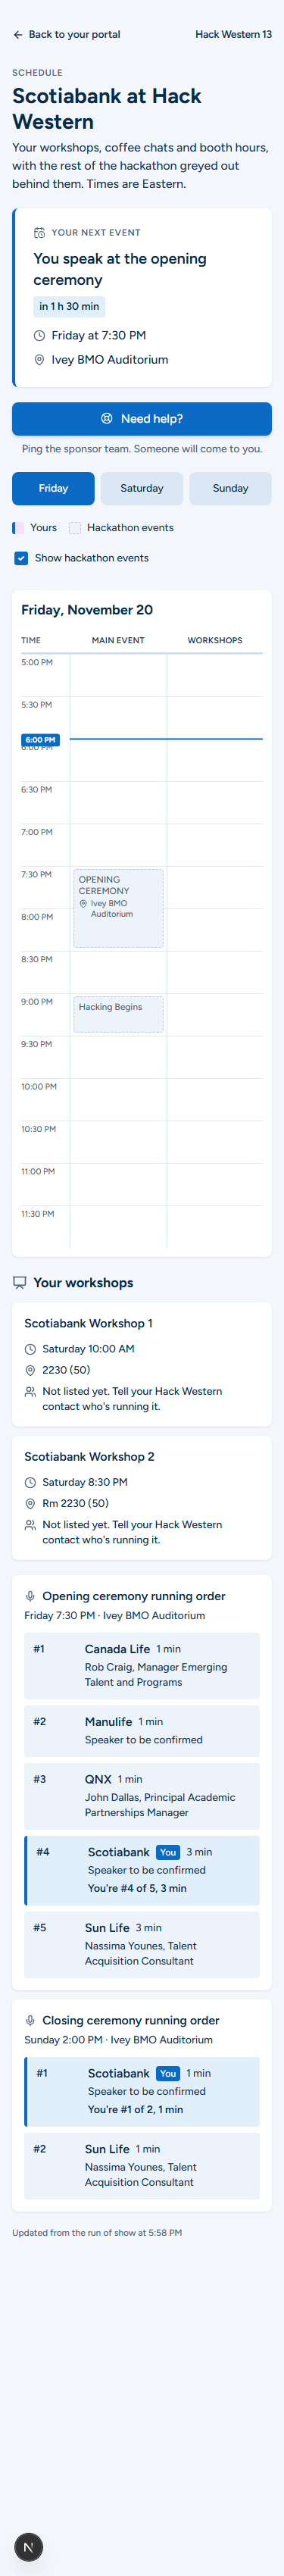 Back to your portal
Hack Western 13
SCHEDULE
Scotiabank at Hack
Western
Your workshops, coffee chats and booth hours,
with the rest of the hackathon greyed out
behind them. Times are Eastern.
YOUR NEXT EVENT
You speak at the opening
ceremony
in 1 h 30 min
Friday at 7:30 PM
Ivey BMO Auditorium
Need help?
Ping the sponsor team. Someone will come to you.
Friday
Saturday
Sunday
Yours
Hackathon events
Show hackathon events
Friday, November 20
TIME
MAIN EVENT
WORKSHOPS
5:00 PM
5:30 PM
6:00 PM
6:00 PM
6:30 PM
7:00 PM
7:30 PM
OPENING
CEREMONY
Ivey BMO
Auditorium
8:00 PM
8:30 PM
9:00 PM
Hacking Begins
9:30 PM
10:00 PM
10:30 PM
11:00 PM
11:30 PM
Your workshops
Scotiabank Workshop 1
Saturday 10:00 AM
2230 (50)
Not listed yet. Tell your Hack Western
contact who's running it.
Scotiabank Workshop 2
Saturday 8:30 PM
Rm 2230 (50)
Not listed yet. Tell your Hack Western
contact who's running it.
Opening ceremony running order
Friday 7:30 PM · Ivey BMO Auditorium
#1
Canada Life 1 min
Rob Craig, Manager Emerging
Talent and Programs
#2
Manulife 1 min
Speaker to be confirmed
#3
QNX 1 min
John Dallas, Principal Academic
Partnerships Manager
#4
Scotiabank You 3 min
Speaker to be confirmed
You're #4 of 5, 3 min
#5
Sun Life 3 min
Nassima Younes, Talent
Acquisition Consultant
Closing ceremony running order
Sunday 2:00 PM · Ivey BMO Auditorium
#1
Scotiabank You 1 min
Speaker to be confirmed
You're #1 of 2, 1 min
#2
Sun Life 1 min
Nassima Younes, Talent
Acquisition Consultant
Updated from the run of show at 5:58 PM
N